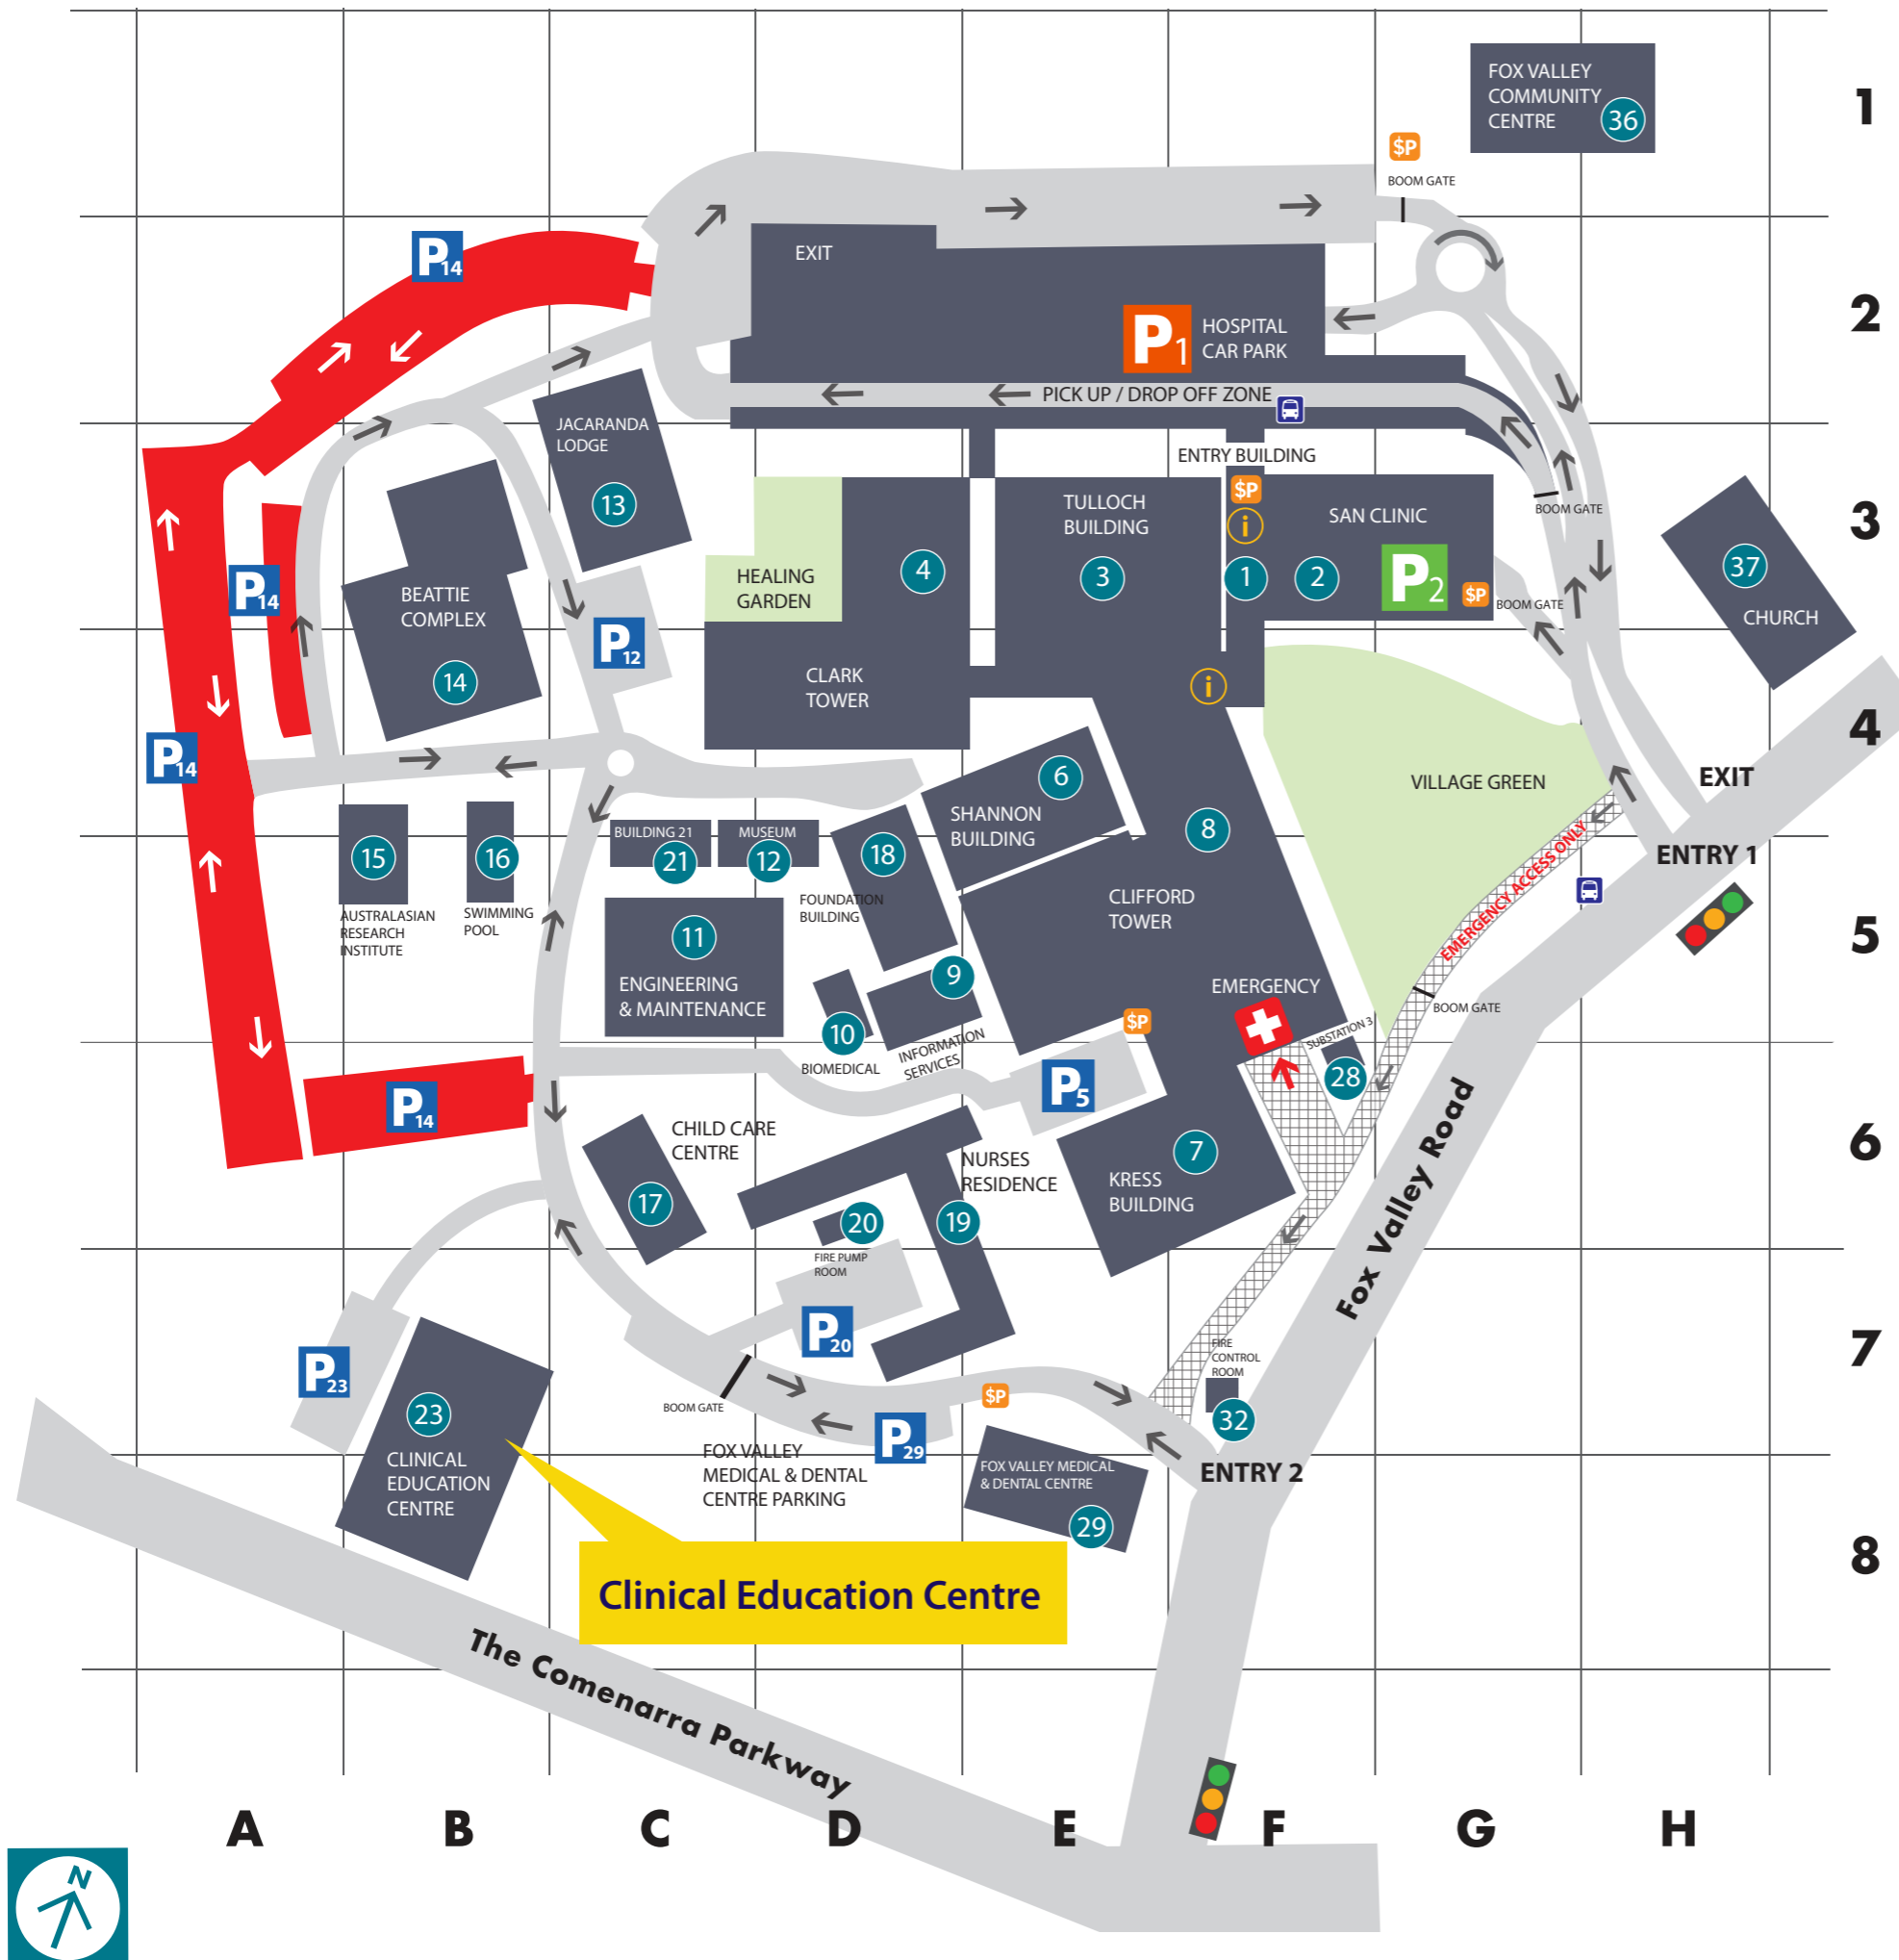 FOX VALLEY
COMMUNITY
CENTRE
36
1
$P
BOOM GATE
P14
EXIT
P1
HOSPITAL
CAR PARK
2
PICK UP / DROP OFF ZONE
JACARANDA
LODGE
13
ENTRY BUILDING
$P
i
TULLOCH
BUILDING
3
SAN CLINIC
1
2
P2
$P
BOOM GATE
BOOM GATE
3
37
CHURCH
P14
BEATTIE
COMPLEX
14
HEALING
GARDEN
4
P12
CLARK
TOWER
i
4
P14
6
SHANNON
BUILDING
8
VILLAGE GREEN
EXIT
ENTRY 1
EMERGENCY ACCESS ONLY
15
AUSTRALASIAN
RESEARCH
INSTITUTE
16
SWIMMING
POOL
BUILDING 21
21
MUSEUM
12
18
FOUNDATION
BUILDING
CLIFFORD
TOWER
5
11
ENGINEERING
& MAINTENANCE
9
10
BIOMEDICAL
INFORMATION
SERVICES
EMERGENCY
$P
SUBSTATION 3
28
BOOM GATE
P14
P5
CHILD CARE
CENTRE
17
NURSES
RESIDENCE
19
20
FIRE PUMP
ROOM
7
KRESS
BUILDING
6
Fox Valley Road
P23
P20
23
CLINICAL
EDUCATION
CENTRE
BOOM GATE
$P
P29
FOX VALLEY
MEDICAL & DENTAL
CENTRE PARKING
FIRE
CONTROL
ROOM
32
7
ENTRY 2
FOX VALLEY MEDICAL
& DENTAL CENTRE
29
8
Clinical Education Centre
The Comenarra Parkway
A B C D E F G H
N